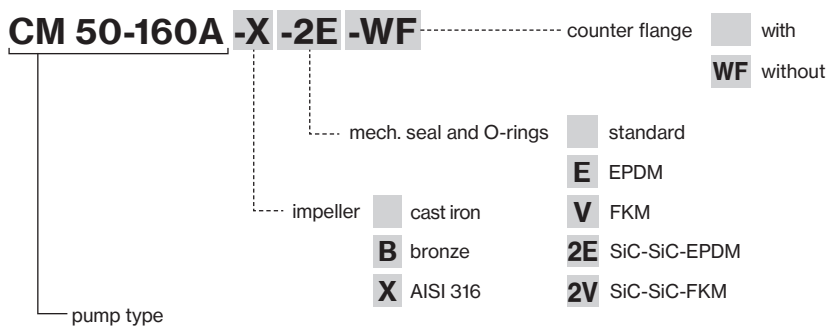 CM 50-160A -X -2E -WF counter flange with
WF without
mech. seal and O-rings standard
E EPDM
impeller cast iron V FKM
B bronze 2E SiC-SiC-EPDM
X AISI 316 2V SiC-SiC-FKM
pump type